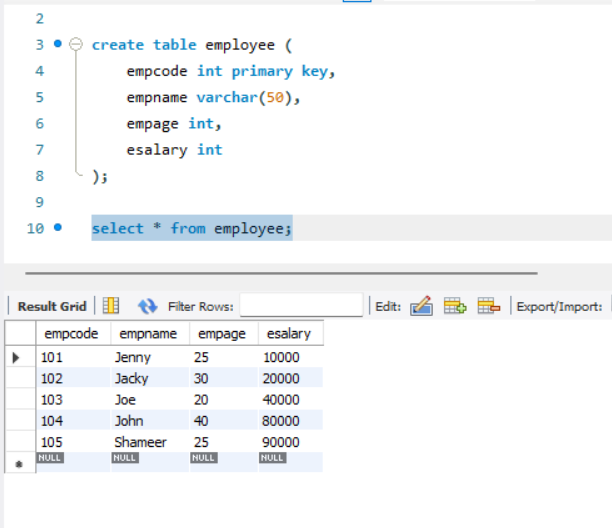 2
3 create table employee (
4 empcode int primary key,
5 empname varchar(50),
6 empage int,
7 esalary int
8 );
9
10 select * from employee;
Result Grid Filter Rows: Edit: Export/Import:
empcode empname empage esalary
101 Jenny 25 10000
102 Jacky 30 20000
103 Joe 20 40000
104 John 40 80000
105 Shameer 25 90000
NULL NULL NULL NULL